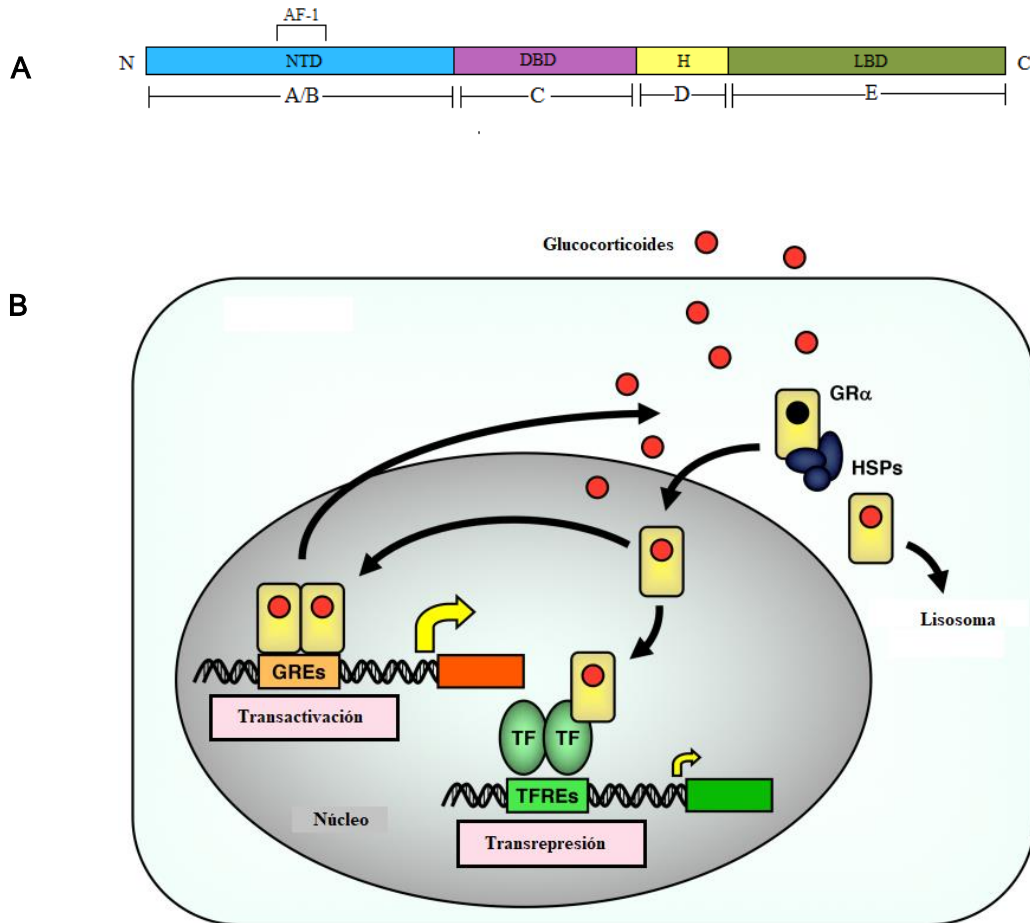 AF-1
A
N NTD DBD H LBD C
A/B C D E
Glucocorticoides
B
GRα
HSPs
Lisosoma
GREs
Transactivación
TF TF
TFREs
Núcleo
Transrepresión